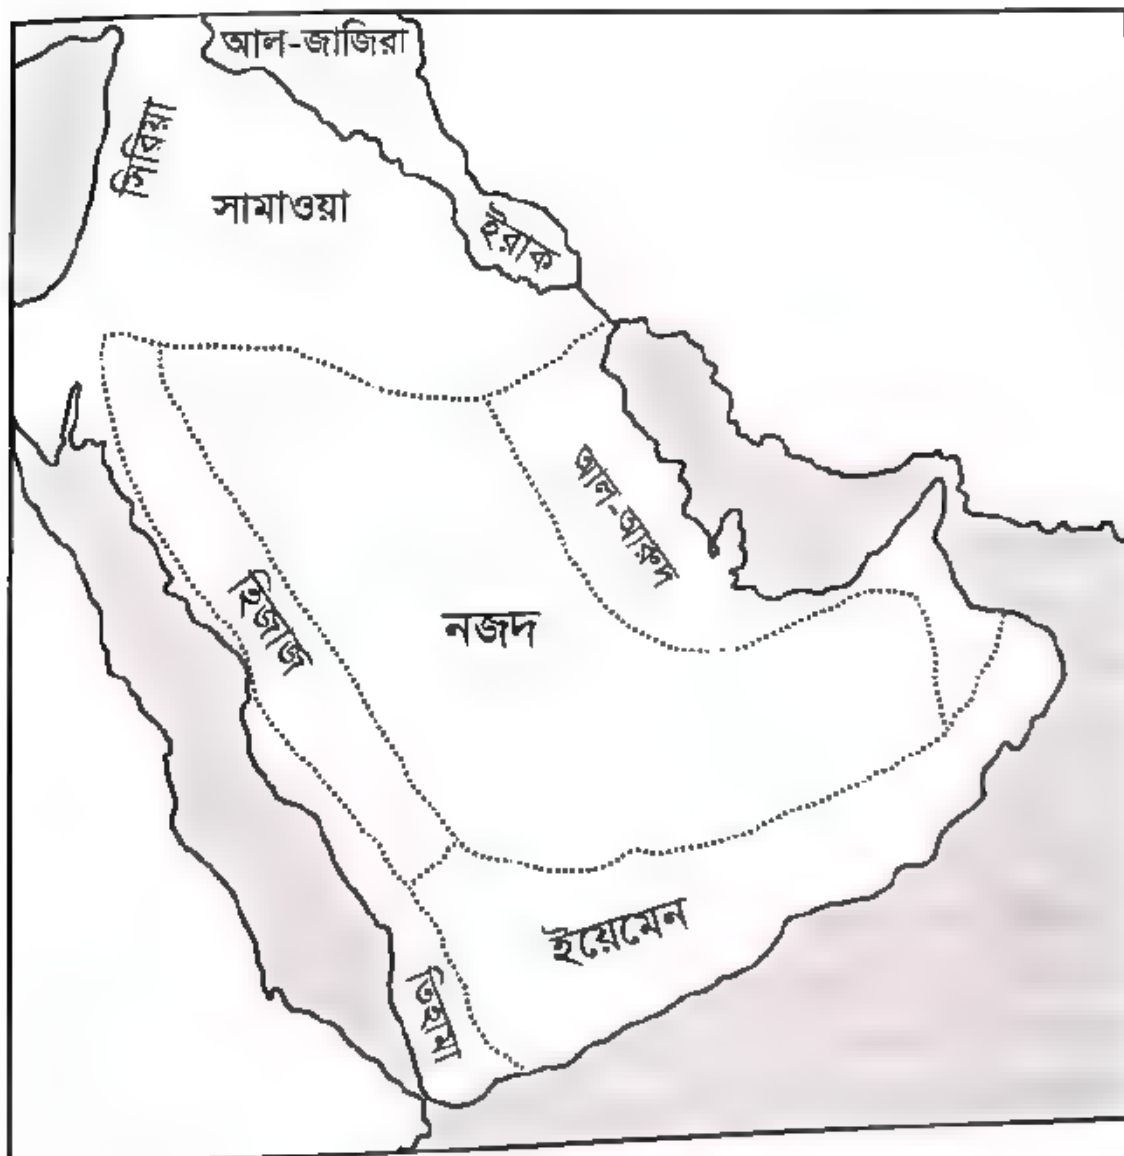 আল-জাজিরা
সিরিয়া
সামাওয়া
ইরাক
আল-আরুদ
হিজাজ
নজদ
ইয়েমেন
তিহামা